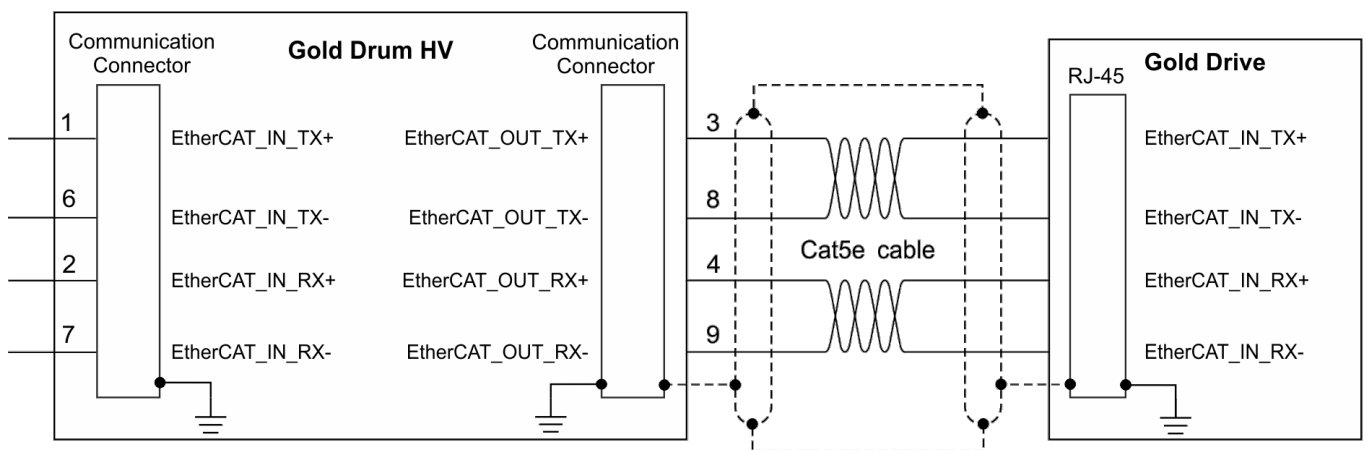 Communication
Connector
Gold Drum HV
Communication
Connector
RJ-45
Gold Drive
1
EtherCAT_IN_TX+
EtherCAT_OUT_TX+
3
EtherCAT_IN_TX+
6
EtherCAT_IN_TX-
EtherCAT_OUT_TX-
8
EtherCAT_IN_TX-
Cat5e cable
2
EtherCAT_IN_RX+
EtherCAT_OUT_RX+
4
EtherCAT_IN_RX+
7
EtherCAT_IN_RX-
EtherCAT_OUT_RX-
9
EtherCAT_IN_RX-